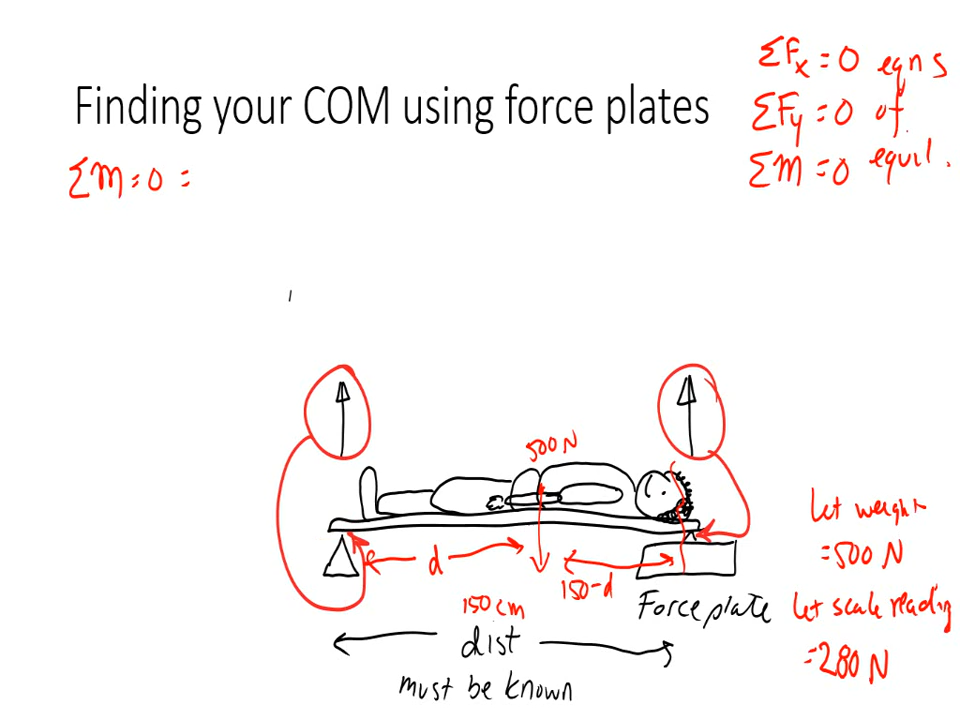 Finding your COM using force plates
ΣFx = 0 eqns
ΣFy = 0 of
ΣM = 0 equil.
ΣM = 0 =
500 N
d
150-d
150 cm
dist
must be known
Force plate
Let weight
= 500 N
Let scale reading
= 280 N